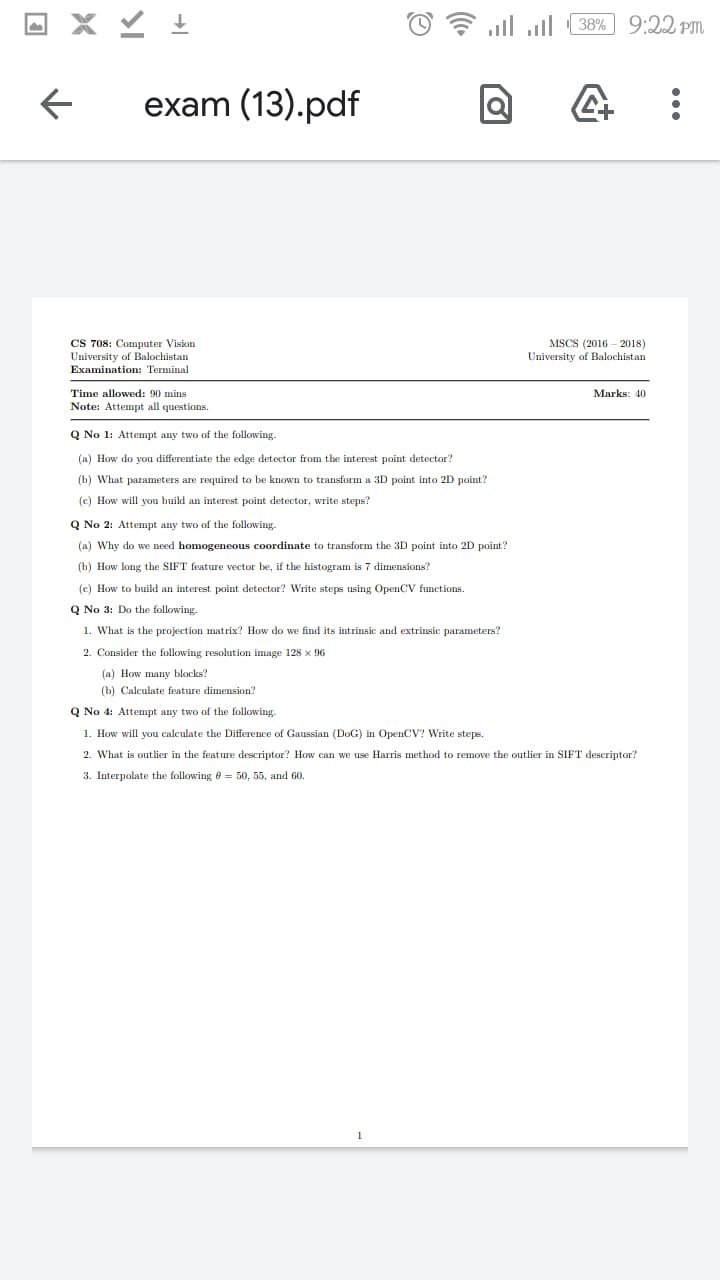 38% 9:22 PM
exam (13).pdf
CS 708: Computer Vision
University of Balochistan
Examination: Terminal
MSCS (2016 – 2018)
University of Balochistan
Time allowed: 90 mins
Note: Attempt all questions.
Marks: 40
Q No 1: Attempt any two of the following.
(a) How do you differentiate the edge detector from the interest point detector?
(b) What parameters are required to be known to transform a 3D point into 2D point?
(c) How will you build an interest point detector, write steps?
Q No 2: Attempt any two of the following.
(a) Why do we need homogeneous coordinate to transform the 3D point into 2D point?
(b) How long the SIFT feature vector be, if the histogram is 7 dimensions?
(c) How to build an interest point detector? Write steps using OpenCV functions.
Q No 3: Do the following.
1. What is the projection matrix? How do we find its intrinsic and extrinsic parameters?
2. Consider the following resolution image 128 × 96
(a) How many blocks?
(b) Calculate feature dimension?
Q No 4: Attempt any two of the following.
1. How will you calculate the Difference of Gaussian (DoG) in OpenCV? Write steps.
2. What is outlier in the feature descriptor? How can we use Harris method to remove the outlier in SIFT descriptor?
3. Interpolate the following θ = 50, 55, and 60.
1